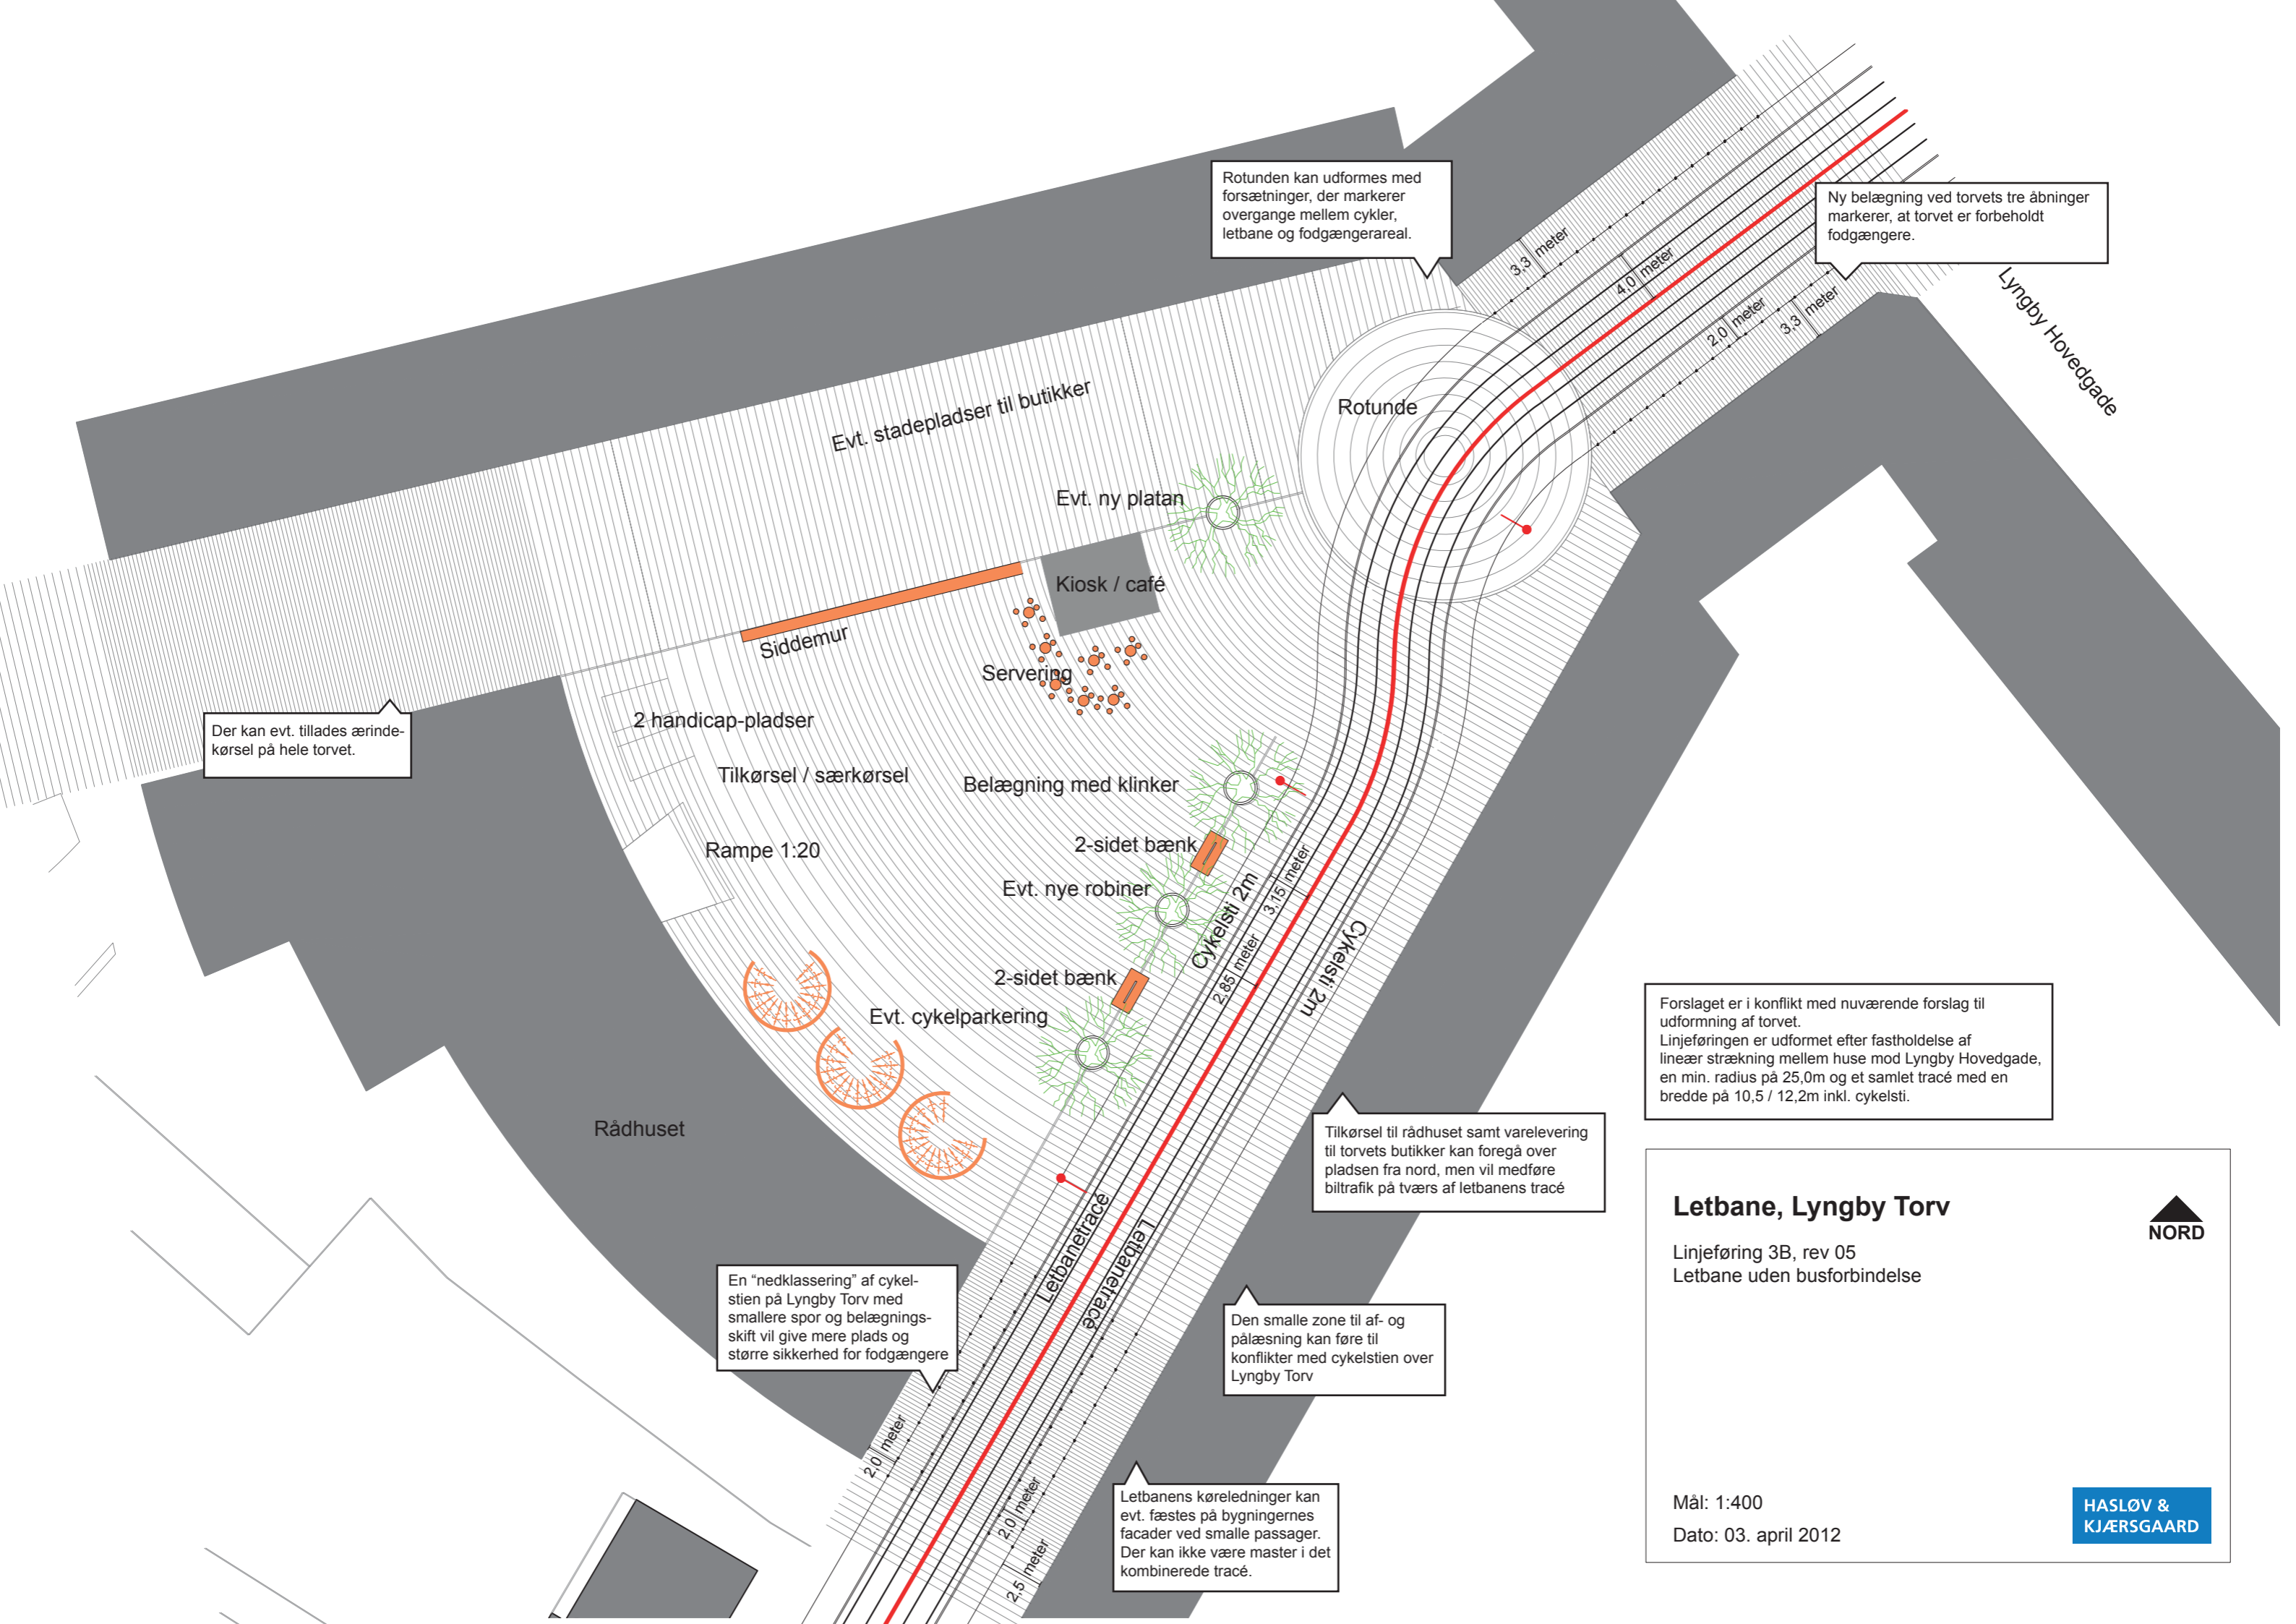 Rotunden kan udformes med
forsætninger, der markerer
overgange mellem cykler,
letbane og fodgængerareal.
Ny belægning ved torvets tre åbninger
markerer, at torvet er forbeholdt
fodgængere.
3,3 meter
4,0 meter
2,0 meter
3,3 meter
Lyngby Hovedgade
Evt. stadepladser til butikker
Rotunde
Evt. ny platan
Kiosk / café
Siddemur
Servering
Der kan evt. tillades ærinde-
kørsel på hele torvet.
2 handicap-pladser
Tilkørsel / særkørsel
Belægning med klinker
Rampe 1:20
2-sidet bænk
Evt. nye robiner
Cykelsti 2m
3,15 meter
2,85 meter
Cykelsti 2m
2-sidet bænk
Evt. cykelparkering
Rådhuset
Letbanetracé
Letbanetracé
Forslaget er i konflikt med nuværende forslag til
udformning af torvet.
Linjeføringen er udformet efter fastholdelse af
lineær strækning mellem huse mod Lyngby Hovedgade,
en min. radius på 25,0m og et samlet tracé med en
bredde på 10,5 / 12,2m inkl. cykelsti.
Tilkørsel til rådhuset samt varelevering
til torvets butikker kan foregå over
pladsen fra nord, men vil medføre
biltrafik på tværs af letbanens tracé
En “nedklassering” af cykel-
stien på Lyngby Torv med
smallere spor og belægnings-
skift vil give mere plads og
større sikkerhed for fodgængere
Den smalle zone til af- og
pålæsning kan føre til
konflikter med cykelstien over
Lyngby Torv
2,0 meter
2,0 meter
2,5 meter
Letbanens køreledninger kan
evt. fæstes på bygningernes
facader ved smalle passager.
Der kan ikke være master i det
kombinerede tracé.
Letbane, Lyngby Torv
NORD
Linjeføring 3B, rev 05
Letbane uden busforbindelse
Mål: 1:400
Dato: 03. april 2012
HASLØV &
KJÆRSGAARD